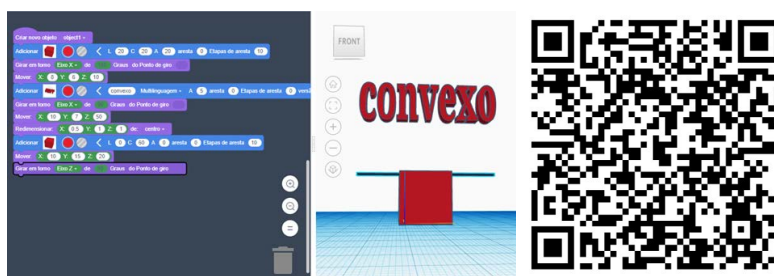 Criar novo objeto object1
Adicionar L 20 C 20 A 20 aresta 0 Etapas de aresta 10
Girar em torno Eixo X de Graus do Ponto de giro
Mover X: 0 Y: 6 Z: 10
Adicionar convexo Multilinguagem A 5 aresta 0 Etapas de aresta 0 versã
Girar em torno Eixo X de Graus do Ponto de giro
Mover X: 10 Y: 7 Z: 50
Redimensionar X: 0.5 Y: 1 Z: 1 de centro
Adicionar L 0 C 60 A 0 aresta 0 Etapas de aresta 10
Mover X: 10 Y: 15 Z: 20
Girar em torno Eixo Z de Graus do Ponto de giro
FRONT
convexo